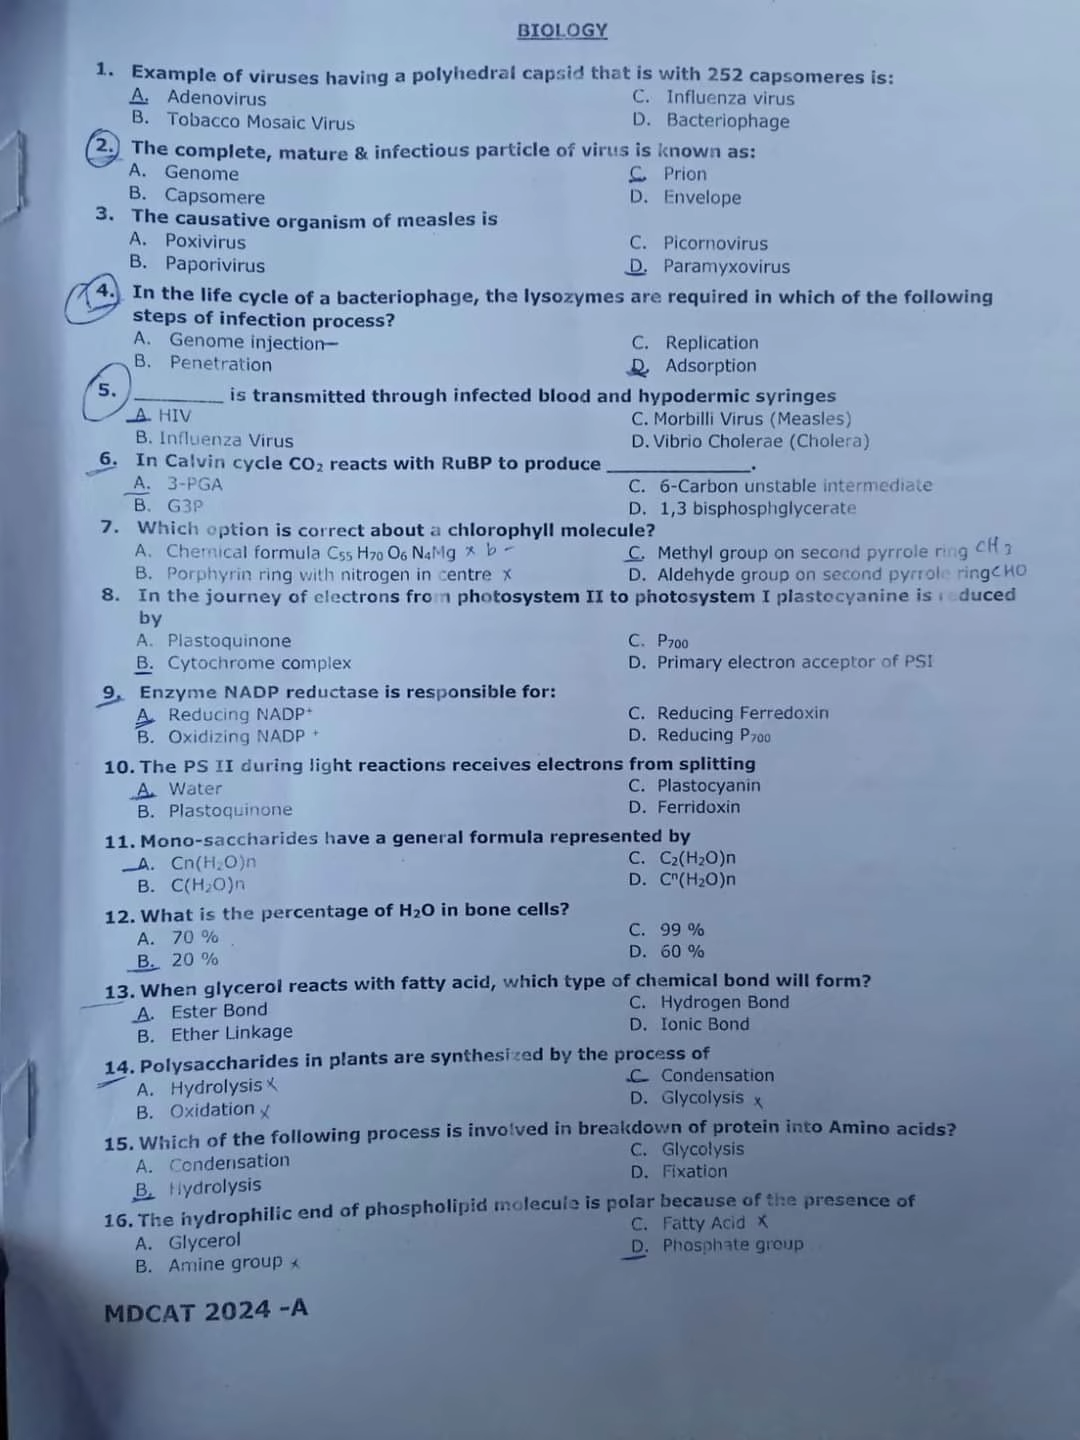 BIOLOGY
1. Example of viruses having a polyhedral capsid that is with 252 capsomeres is:
A. Adenovirus C. Influenza virus
B. Tobacco Mosaic Virus D. Bacteriophage
2. The complete, mature & infectious particle of virus is known as:
A. Genome C. Prion
B. Capsomere D. Envelope
3. The causative organism of measles is
A. Poxivirus C. Picornovirus
B. Paporivirus D. Paramyxovirus
4. In the life cycle of a bacteriophage, the lysozymes are required in which of the following
steps of infection process?
A. Genome injection C. Replication
B. Penetration D. Adsorption
5. ________ is transmitted through infected blood and hypodermic syringes
A. HIV C. Morbilli Virus (Measles)
B. Influenza Virus D. Vibrio Cholerae (Cholera)
6. In Calvin cycle CO₂ reacts with RuBP to produce ______________.
A. 3-PGA C. 6-Carbon unstable intermediate
B. G3P D. 1,3 bisphosphglycerate
7. Which option is correct about a chlorophyll molecule?
A. Chemical formula C₅₅ H₇₀ O₆ N₄Mg x b - C. Methyl group on second pyrrole ring CH₃
B. Porphyrin ring with nitrogen in centre x D. Aldehyde group on second pyrrole ring CHO
8. In the journey of electrons from photosystem II to photosystem I plastocyanine is reduced
by
A. Plastoquinone C. P₇₀₀
B. Cytochrome complex D. Primary electron acceptor of PSI
9. Enzyme NADP reductase is responsible for:
A. Reducing NADP⁺ C. Reducing Ferredoxin
B. Oxidizing NADP ⁺ D. Reducing P₇₀₀
10. The PS II during light reactions receives electrons from splitting
A. Water C. Plastocyanin
B. Plastoquinone D. Ferridoxin
11. Mono-saccharides have a general formula represented by
A. Cn(H₂O)n C. C₂(H₂O)n
B. C(H₂O)n D. Cⁿ(H₂O)n
12. What is the percentage of H₂O in bone cells?
A. 70 % C. 99 %
B. 20 % D. 60 %
13. When glycerol reacts with fatty acid, which type of chemical bond will form?
A. Ester Bond C. Hydrogen Bond
B. Ether Linkage D. Ionic Bond
14. Polysaccharides in plants are synthesized by the process of
A. Hydrolysis x C. Condensation
B. Oxidation x D. Glycolysis x
15. Which of the following process is involved in breakdown of protein into Amino acids?
A. Condensation C. Glycolysis
B. Hydrolysis D. Fixation
16. The hydrophilic end of phospholipid molecule is polar because of the presence of
A. Glycerol C. Fatty Acid x
B. Amine group x D. Phosphate group
MDCAT 2024 -A